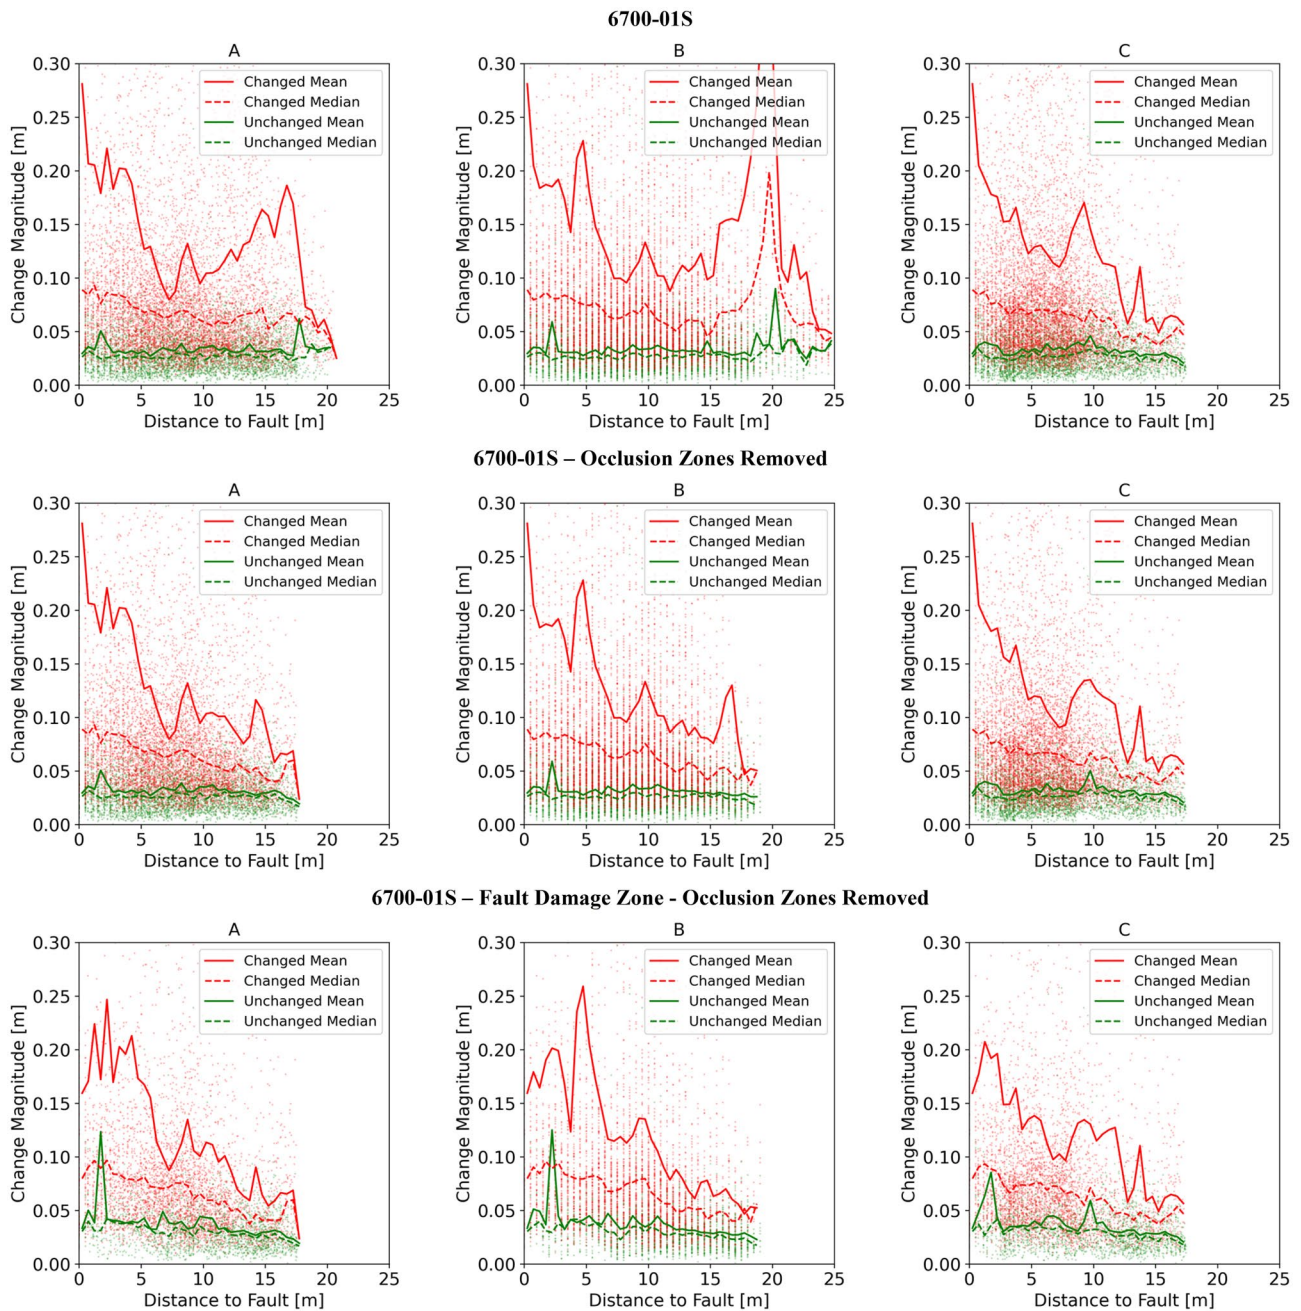 6700-01S
A
B
C
0.30
0.25
0.20
0.15
0.10
0.05
0.00
Change Magnitude [m]
Changed Mean
Changed Median
Unchanged Mean
Unchanged Median
0 5 10 15 20 25
Distance to Fault [m]
0.30
0.25
0.20
0.15
0.10
0.05
0.00
Change Magnitude [m]
Changed Mean
Changed Median
Unchanged Mean
Unchanged Median
0 5 10 15 20 25
Distance to Fault [m]
0.30
0.25
0.20
0.15
0.10
0.05
0.00
Change Magnitude [m]
Changed Mean
Changed Median
Unchanged Mean
Unchanged Median
0 5 10 15 20 25
Distance to Fault [m]
6700-01S – Occlusion Zones Removed
A
B
C
0.30
0.25
0.20
0.15
0.10
0.05
0.00
Change Magnitude [m]
Changed Mean
Changed Median
Unchanged Mean
Unchanged Median
0 5 10 15 20 25
Distance to Fault [m]
0.30
0.25
0.20
0.15
0.10
0.05
0.00
Change Magnitude [m]
Changed Mean
Changed Median
Unchanged Mean
Unchanged Median
0 5 10 15 20 25
Distance to Fault [m]
0.30
0.25
0.20
0.15
0.10
0.05
0.00
Change Magnitude [m]
Changed Mean
Changed Median
Unchanged Mean
Unchanged Median
0 5 10 15 20 25
Distance to Fault [m]
6700-01S – Fault Damage Zone - Occlusion Zones Removed
A
B
C
0.30
0.25
0.20
0.15
0.10
0.05
0.00
Change Magnitude [m]
Changed Mean
Changed Median
Unchanged Mean
Unchanged Median
0 5 10 15 20 25
Distance to Fault [m]
0.30
0.25
0.20
0.15
0.10
0.05
0.00
Change Magnitude [m]
Changed Mean
Changed Median
Unchanged Mean
Unchanged Median
0 5 10 15 20 25
Distance to Fault [m]
0.30
0.25
0.20
0.15
0.10
0.05
0.00
Change Magnitude [m]
Changed Mean
Changed Median
Unchanged Mean
Unchanged Median
0 5 10 15 20 25
Distance to Fault [m]